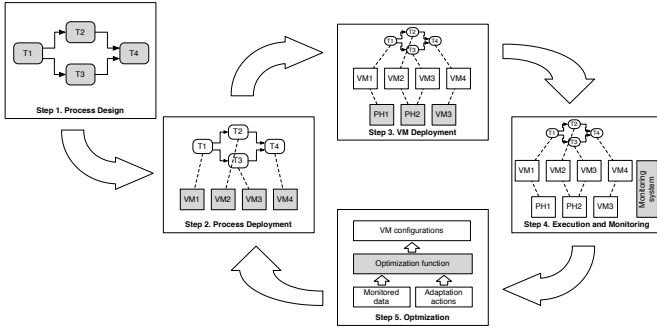 T1
T2
T3
T4
Step 1. Process Design
T1
T2
T3
T4
VM1
VM2
VM3
VM4
Step 2. Process Deployment
T1
T2
T3
T4
VM1
VM2
VM3
VM4
PH1
PH2
VM3
Step 3. VM Deployment
T1
T2
T3
T4
VM1
VM2
VM3
VM4
PH1
PH2
VM3
Monitoring
system
Step 4. Execution and Monitoring
VM configurations
Optimization function
Monitored
data
Adaptation
actions
Step 5. Optmization